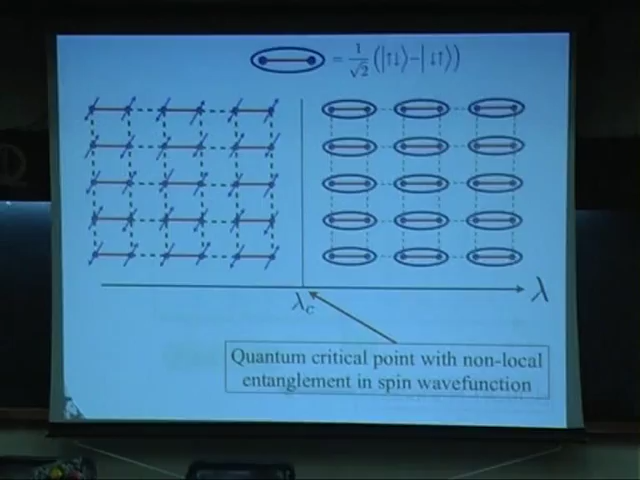 = 1/√2 (|↑↓⟩−|↓↑⟩)
λc
λ
Quantum critical point with non-local
entanglement in spin wavefunction